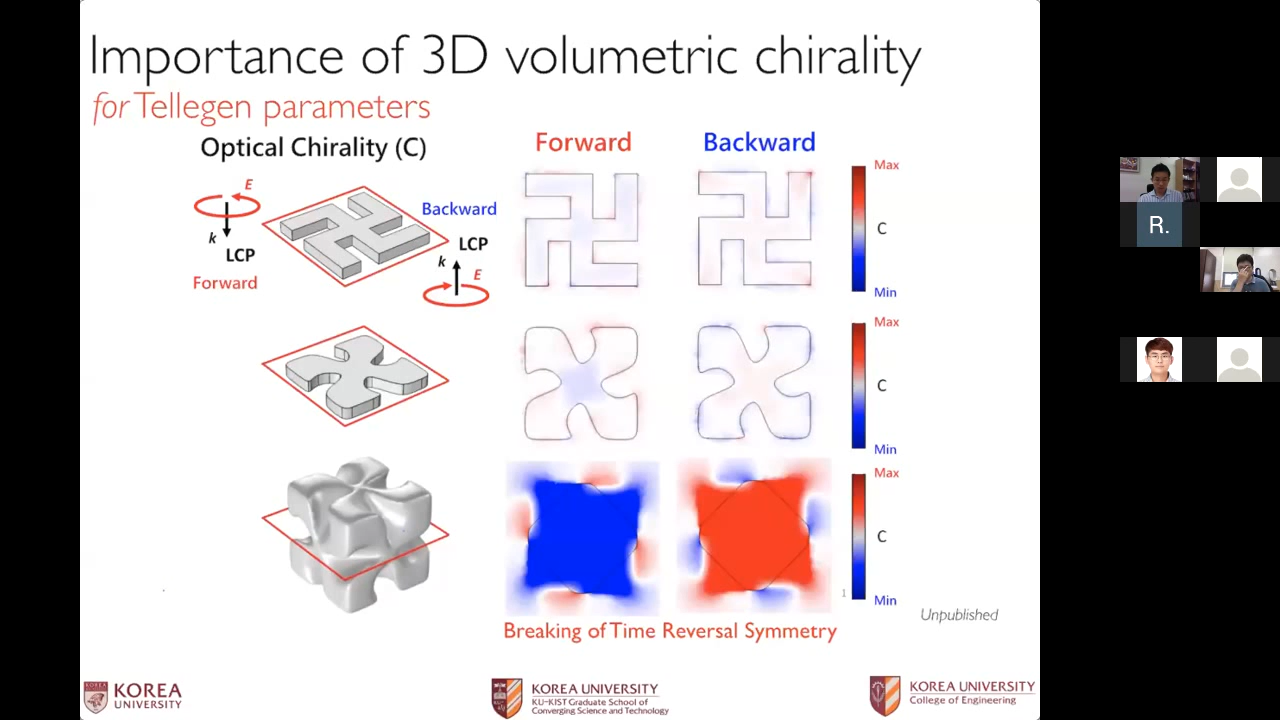 Importance of 3D volumetric chirality
for Tellegen parameters
Optical Chirality (C)
Forward
Backward
E
k
LCP
Forward
Backward
LCP
k
E
Max
C
Min
Max
C
Min
Max
C
1
Min
Unpublished
Breaking of Time Reversal Symmetry
KOREA
UNIVERSITY
KOREA UNIVERSITY
KU-KIST Graduate School of
Converging Science and Technology
KOREA UNIVERSITY
College of Engineering
R.